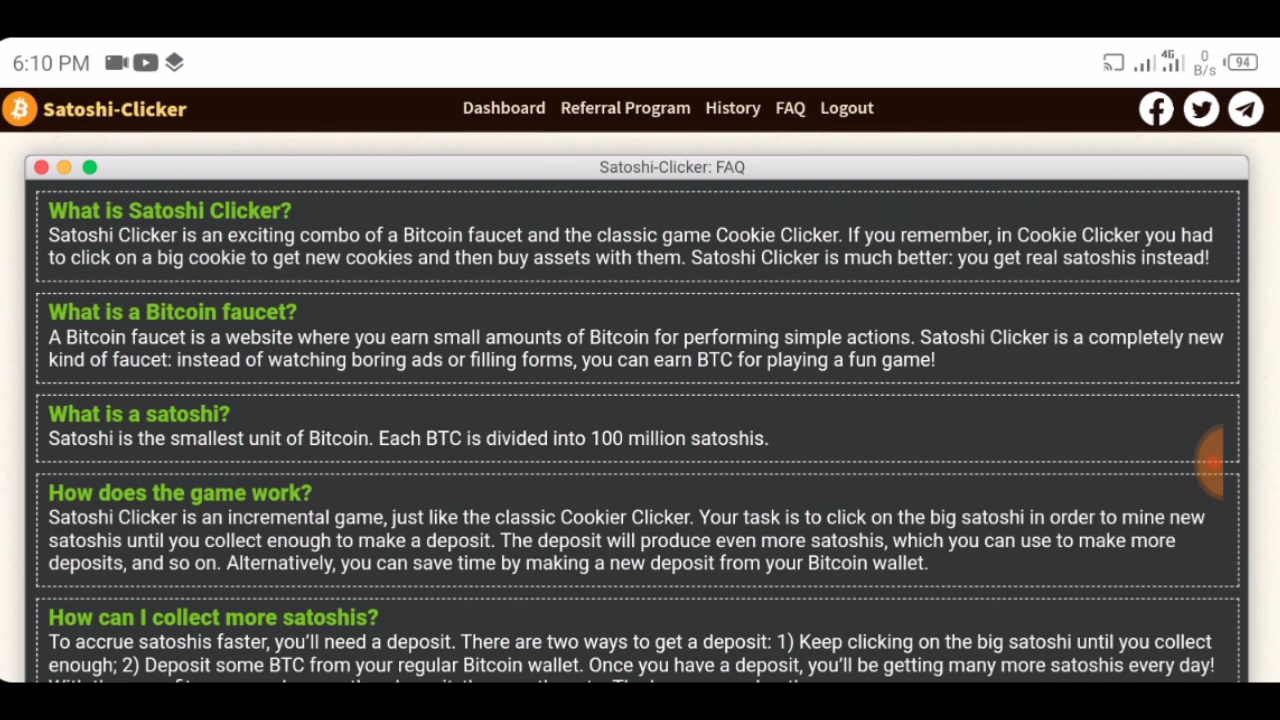 6:10 PM
4G
0
B/s
94
Satoshi-Clicker
Dashboard Referral Program History FAQ Logout
Satoshi-Clicker: FAQ
What is Satoshi Clicker?
Satoshi Clicker is an exciting combo of a Bitcoin faucet and the classic game Cookie Clicker. If you remember, in Cookie Clicker you had
to click on a big cookie to get new cookies and then buy assets with them. Satoshi Clicker is much better: you get real satoshis instead!
What is a Bitcoin faucet?
A Bitcoin faucet is a website where you earn small amounts of Bitcoin for performing simple actions. Satoshi Clicker is a completely new
kind of faucet: instead of watching boring ads or filling forms, you can earn BTC for playing a fun game!
What is a satoshi?
Satoshi is the smallest unit of Bitcoin. Each BTC is divided into 100 million satoshis.
How does the game work?
Satoshi Clicker is an incremental game, just like the classic Cookier Clicker. Your task is to click on the big satoshi in order to mine new
satoshis until you collect enough to make a deposit. The deposit will produce even more satoshis, which you can use to make more
deposits, and so on. Alternatively, you can save time by making a new deposit from your Bitcoin wallet.
How can I collect more satoshis?
To accrue satoshis faster, you'll need a deposit. There are two ways to get a deposit: 1) Keep clicking on the big satoshi until you collect
enough; 2) Deposit some BTC from your regular Bitcoin wallet. Once you have a deposit, you'll be getting many more satoshis every day!